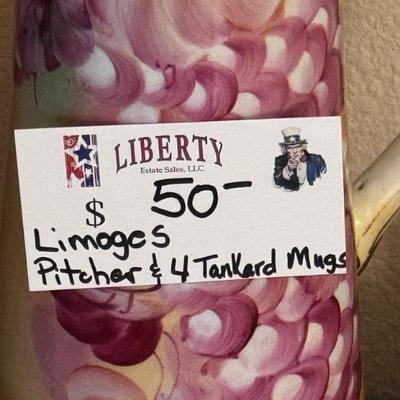 LIBERTY
Estate Sales, LLC
$ 50-
Limoges
Pitcher & 4 Tankard Mugs